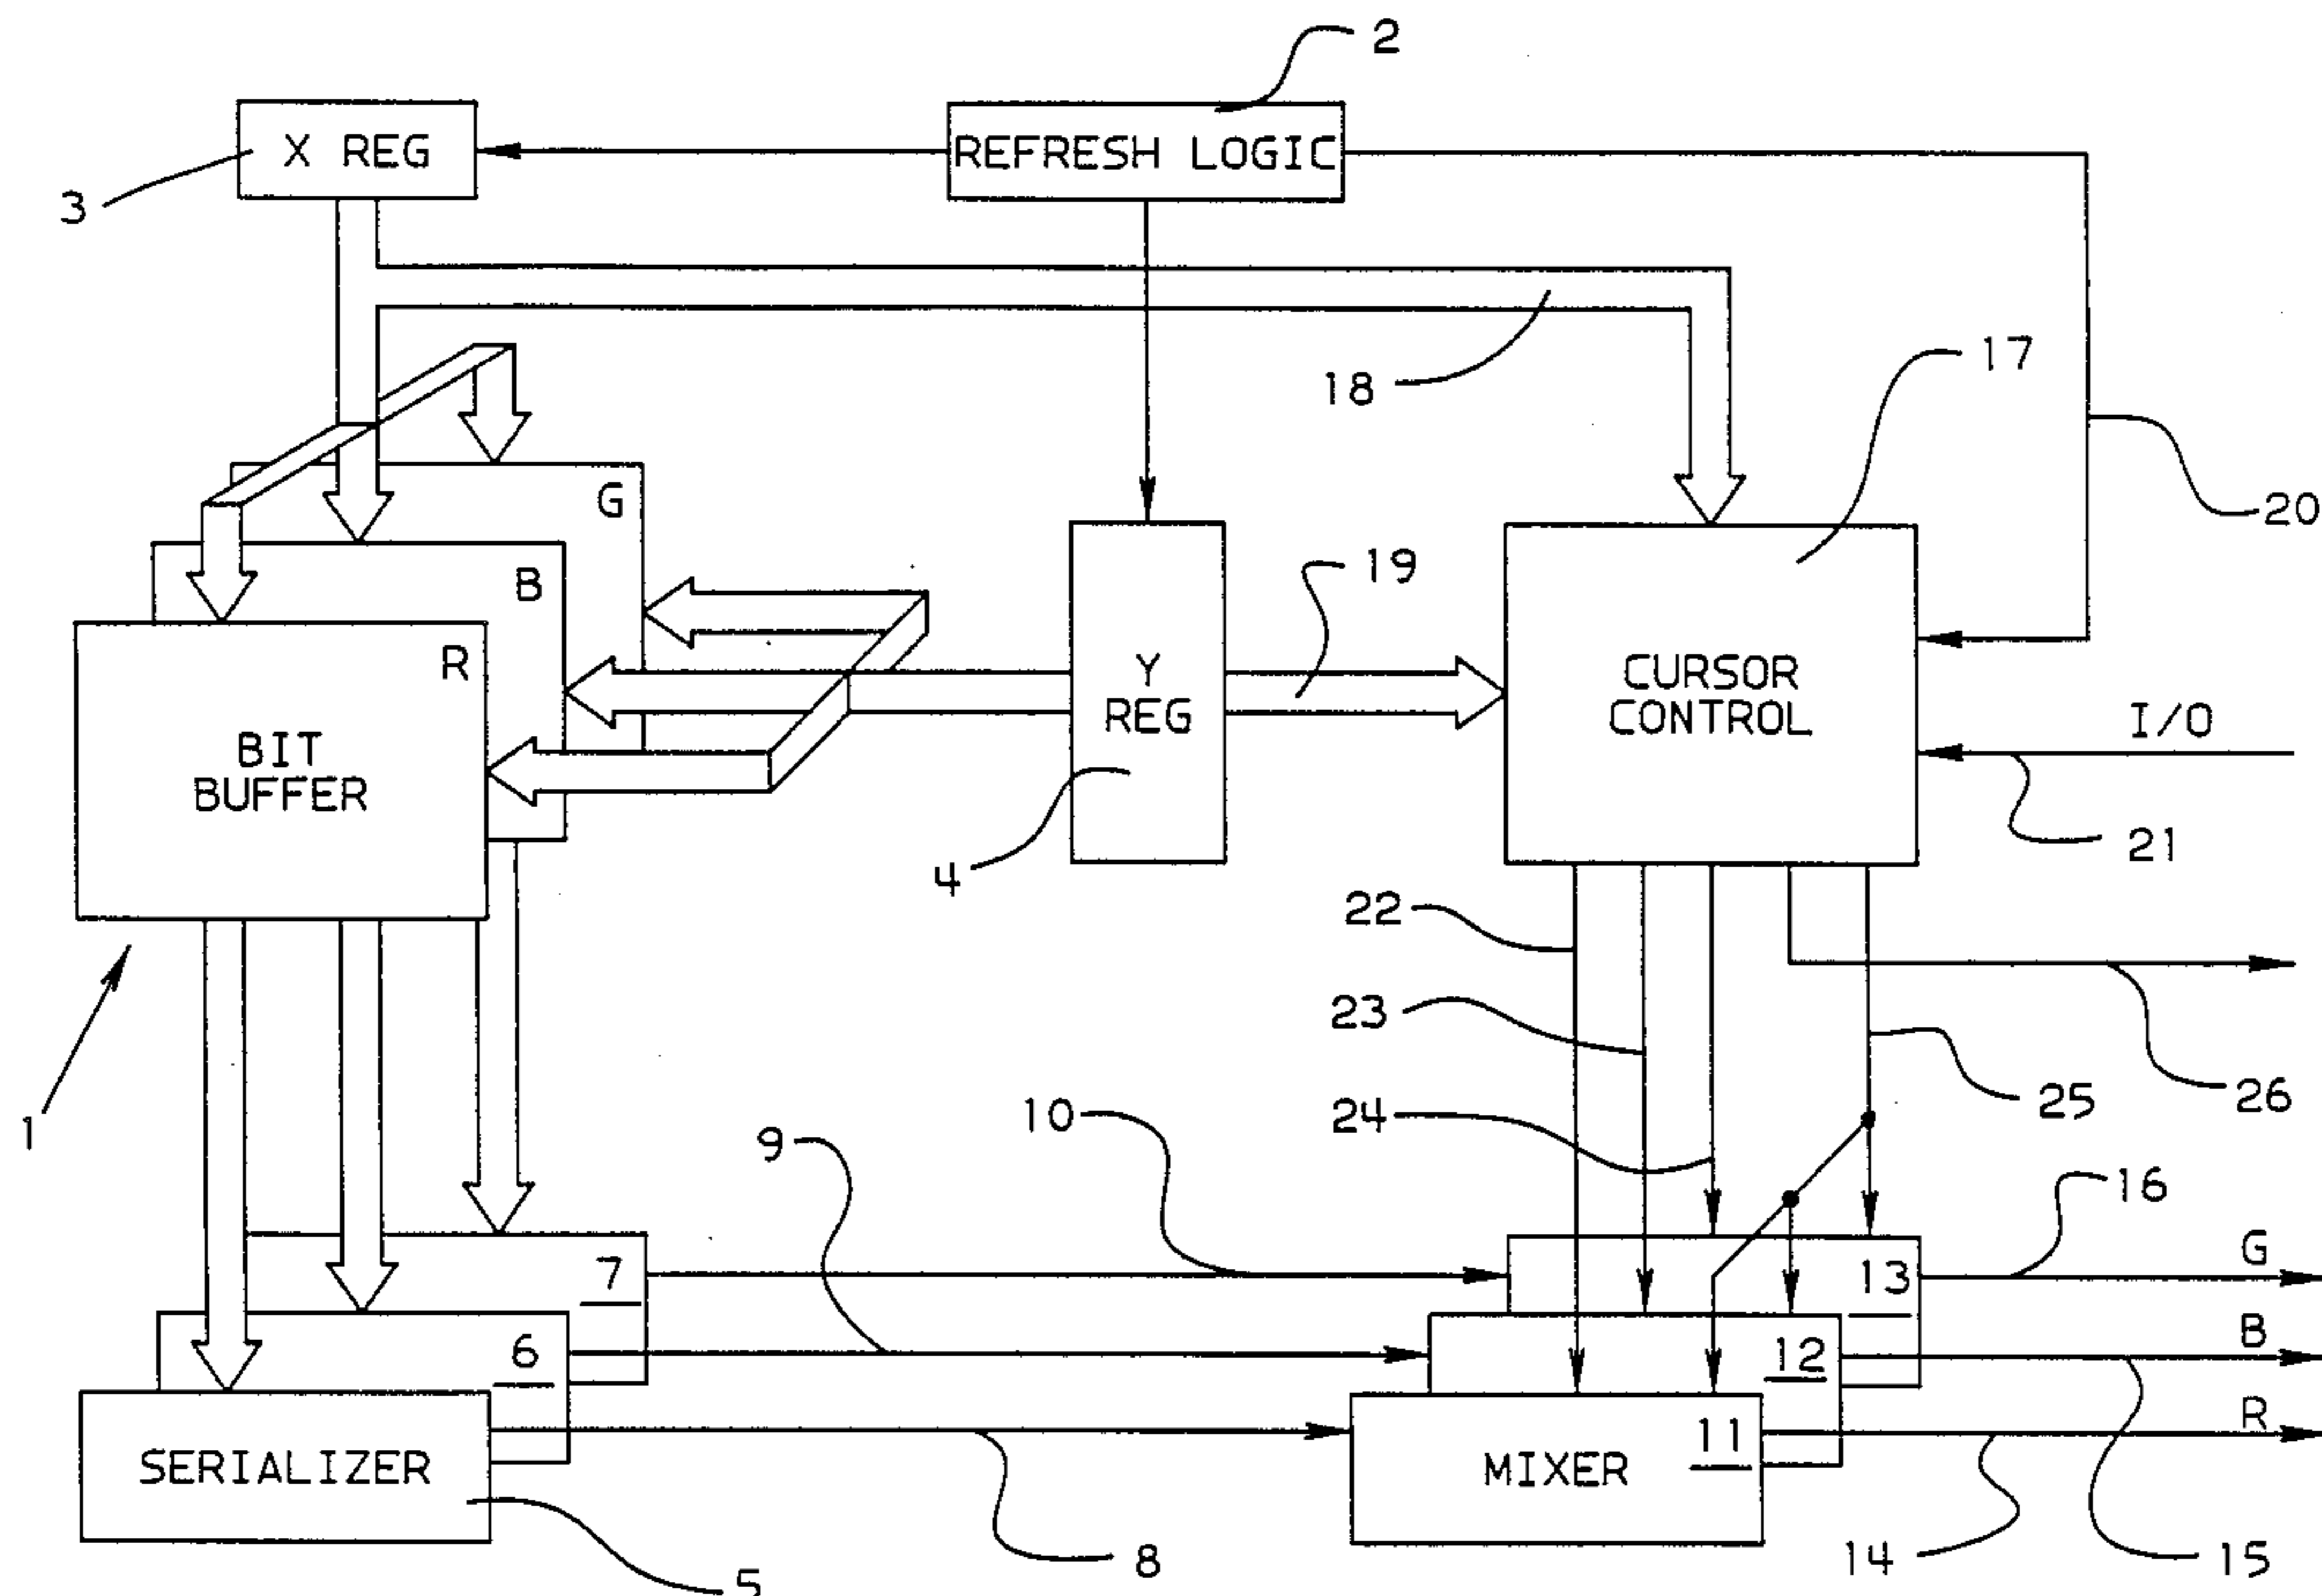 2
X REG
REFRESH LOGIC
3
17
18
G
20
B
19
R
Y
REG
CURSOR
CONTROL
I/O
BIT
BUFFER
4
21
22
23
1
10
24
25
26
9
16
7
13
G
6
12
B
11
R
SERIALIZER
MIXER
5
8
14
15